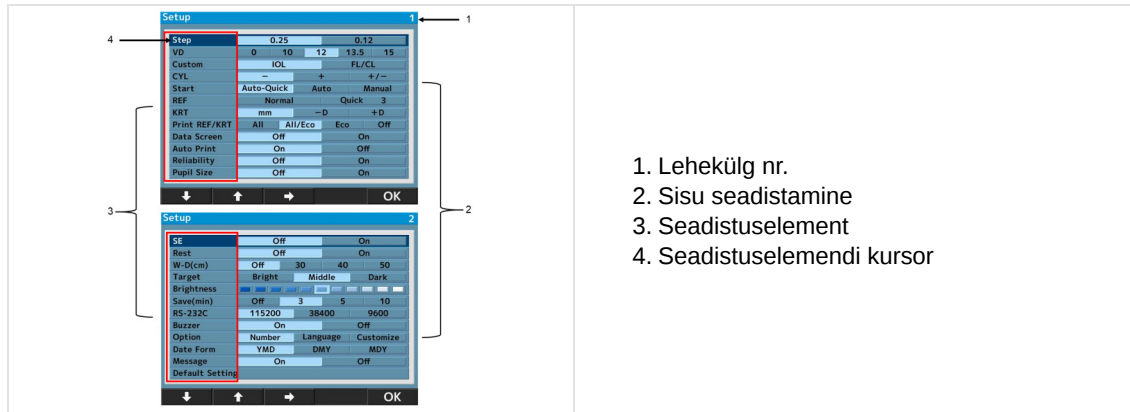 Setup 1
1
4
Step 0.25 0.12
VD 0 10 12 13.5 15
Custom IOL FL/CL
CYL − + +/−
Start Auto-Quick Auto Manual
REF Normal Quick 3
KRT mm −D +D
Print REF/KRT All All/Eco Eco Off
Data Screen Off On
Auto Print On Off
Reliability Off On
Pupil Size Off On
OK
3
2
Setup 2
SE Off On
Rest Off On
W-D(cm) Off 30 40 50
Target Bright Middle Dark
Brightness
Save(min) Off 3 5 10
RS-232C 115200 38400 9600
Buzzer On Off
Option Number Language Customize
Date Form YMD DMY MDY
Message On Off
Default Setting
OK
1. Lehekülg nr.
2. Sisu seadistamine
3. Seadistuselement
4. Seadistuselemendi kursor